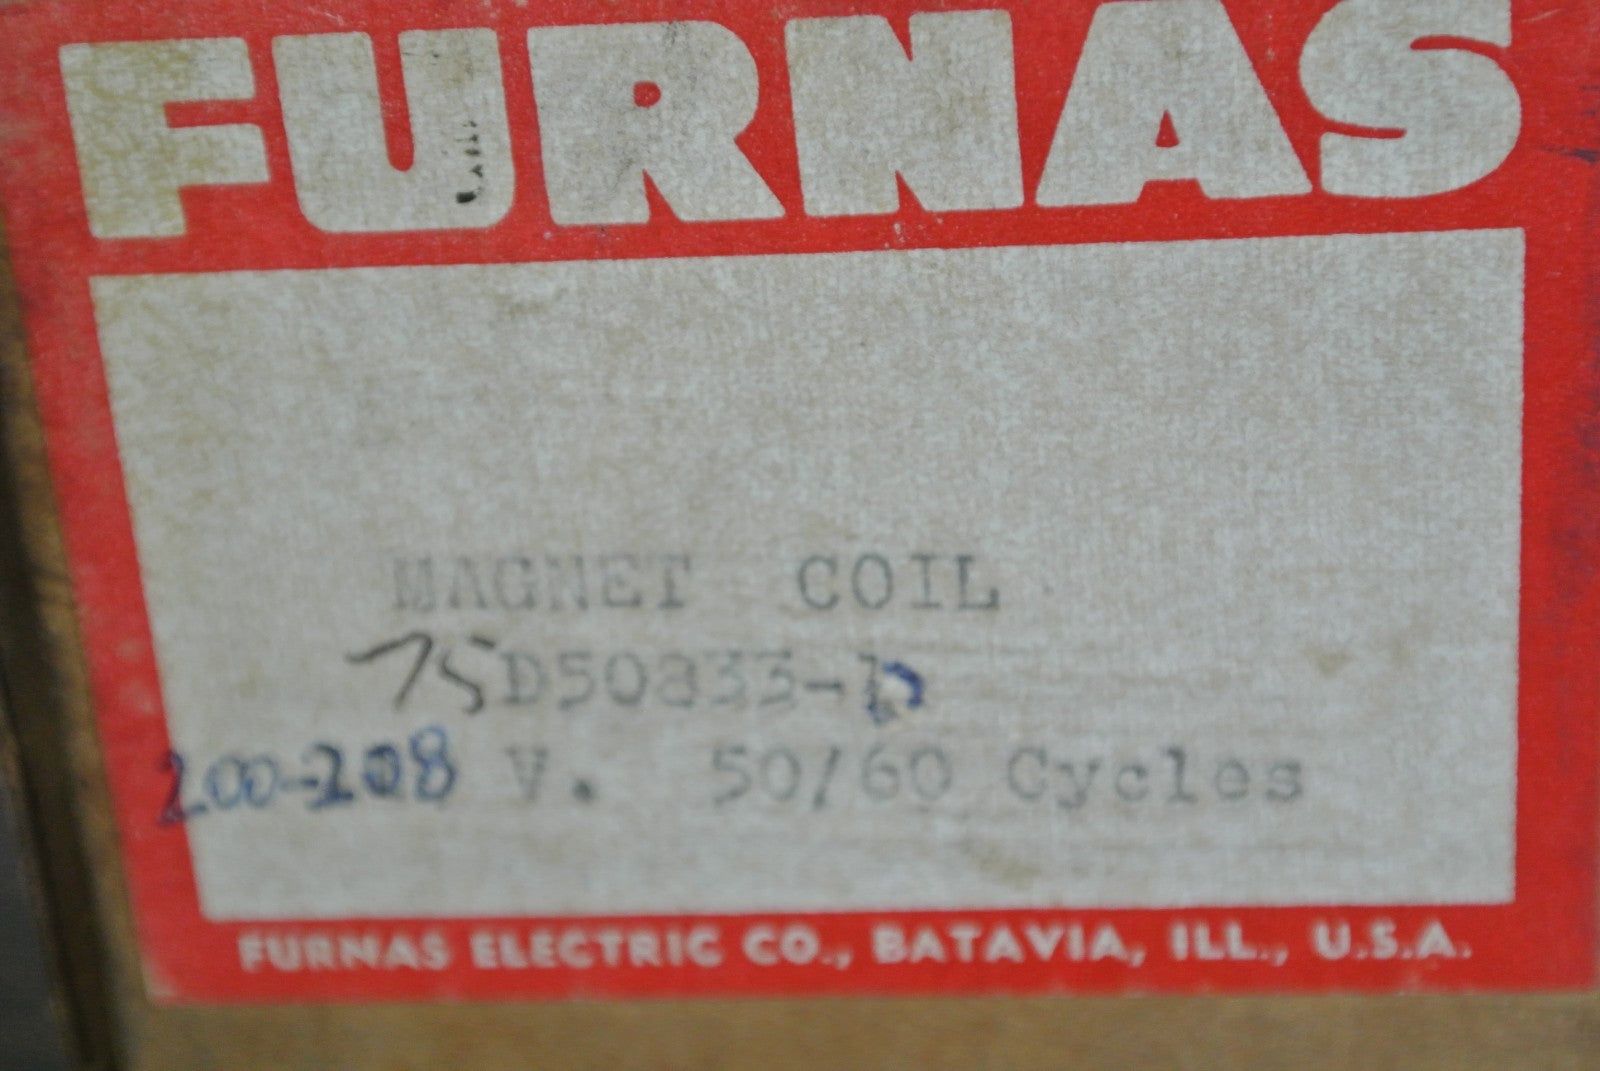 FURNAS
MAGNET COIL
75D50833-D
200-208 V. 50/60 Cycles
FURNAS ELECTRIC CO., BATAVIA, ILL., U.S.A.